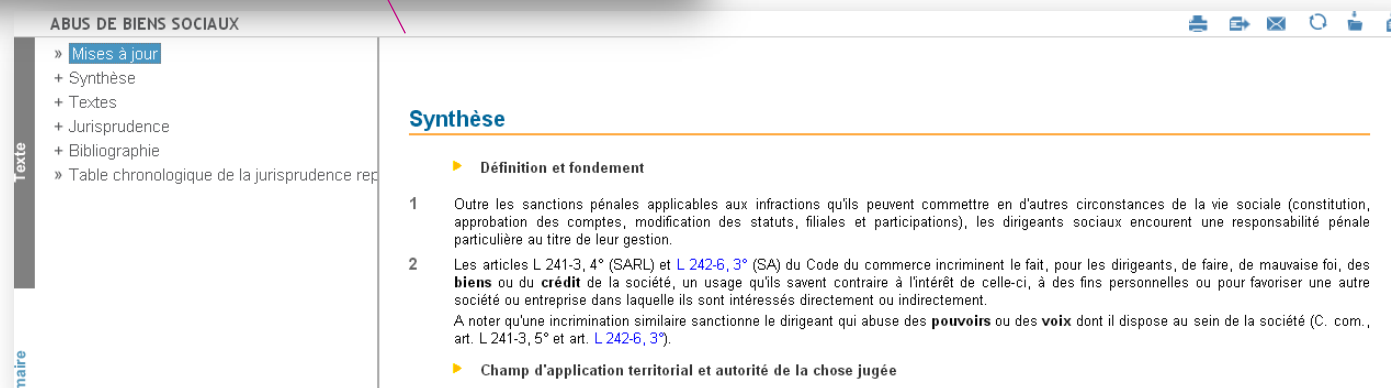 ABUS DE BIENS SOCIAUX
» Mises à jour
+ Synthèse
+ Textes
+ Jurisprudence
+ Bibliographie
» Table chronologique de la jurisprudence rep
Texte
Synthèse
Définition et fondement
1 Outre les sanctions pénales applicables aux infractions qu'ils peuvent commettre en d'autres circonstances de la vie sociale (constitution,
approbation des comptes, modification des statuts, filiales et participations), les dirigeants sociaux encourent une responsabilité pénale
particulière au titre de leur gestion.
2 Les articles L 241-3, 4° (SARL) et L 242-6, 3° (SA) du Code du commerce incriminent le fait, pour les dirigeants, de faire, de mauvaise foi, des
biens ou du crédit de la société, un usage qu'ils savent contraire à l'intérêt de celle-ci, à des fins personnelles ou pour favoriser une autre
société ou entreprise dans laquelle ils sont intéressés directement ou indirectement.
A noter qu'une incrimination similaire sanctionne le dirigeant qui abuse des pouvoirs ou des voix dont il dispose au sein de la société (C. com.,
art. L 241-3, 5° et art. L 242-6, 3°).
Champ d'application territorial et autorité de la chose jugée